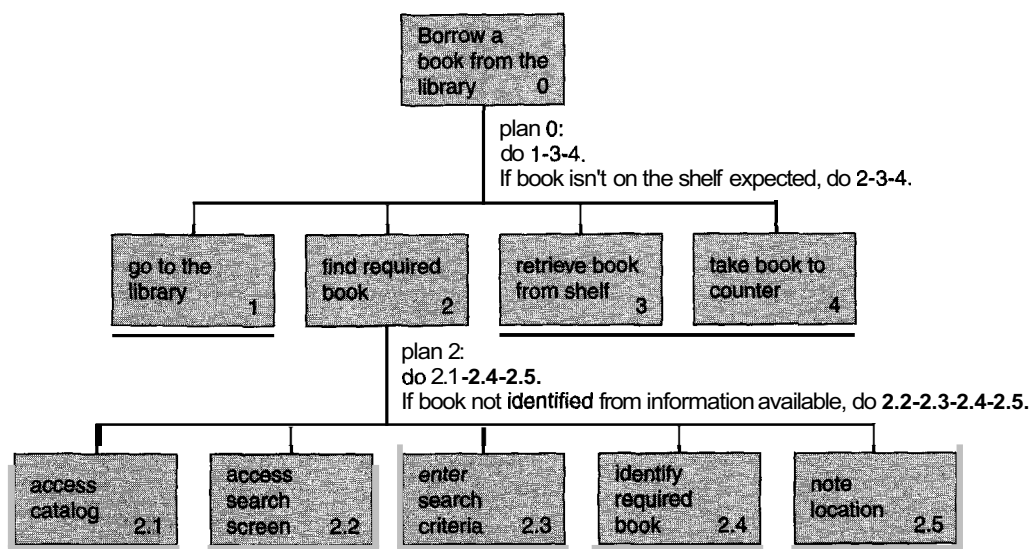 Borrow a
book from the
library 0
plan 0:
do 1-3-4.
If book isn't on the shelf expected, do 2-3-4.
go to the
library 1
find required
book 2
retrieve book
from shelf 3
take book to
counter 4
plan 2:
do 2.1-2.4-2.5.
If book not identified from information available, do 2.2-2.3-2.4-2.5.
access
catalog 2.1
access
search
screen 2.2
enter
search
criteria 2.3
identify
required
book 2.4
note
location 2.5